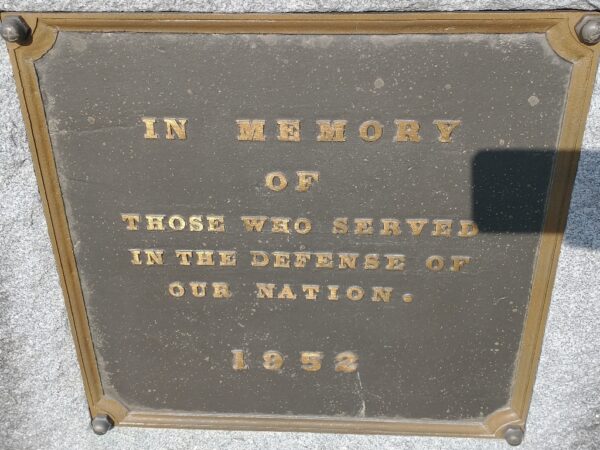 IN MEMORY
OF
THOSE WHO SERVED
IN THE DEFENSE OF
OUR NATION.
1952